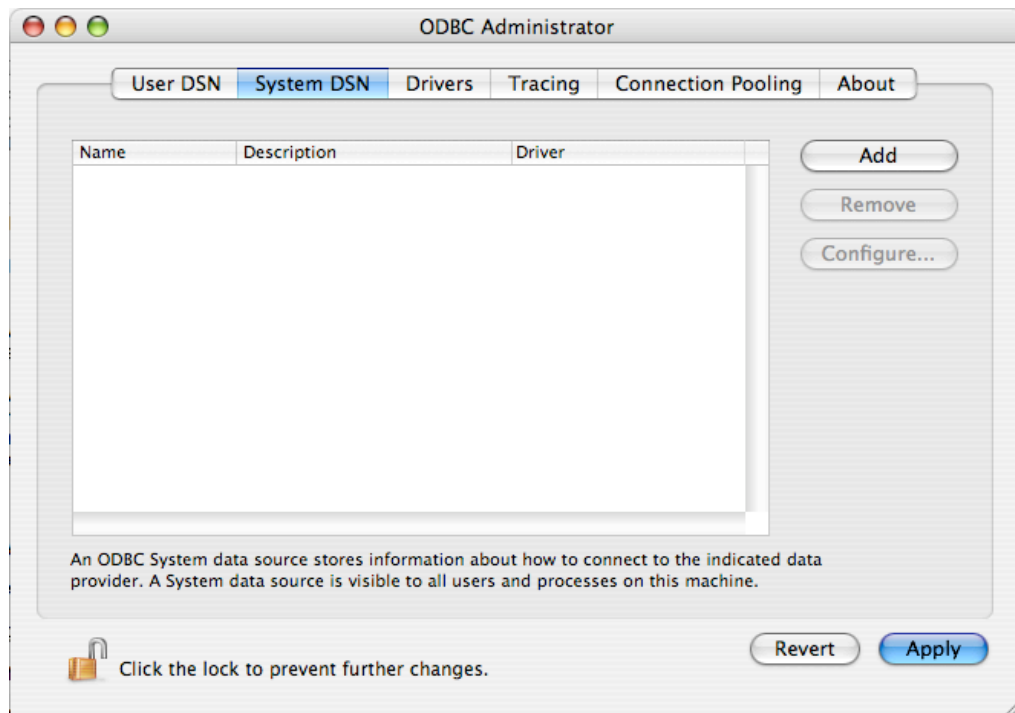 ODBC Administrator
User DSN System DSN Drivers Tracing Connection Pooling About
Name Description Driver
Add
Remove
Configure...
An ODBC System data source stores information about how to connect to the indicated data
provider. A System data source is visible to all users and processes on this machine.
Click the lock to prevent further changes.
Revert Apply